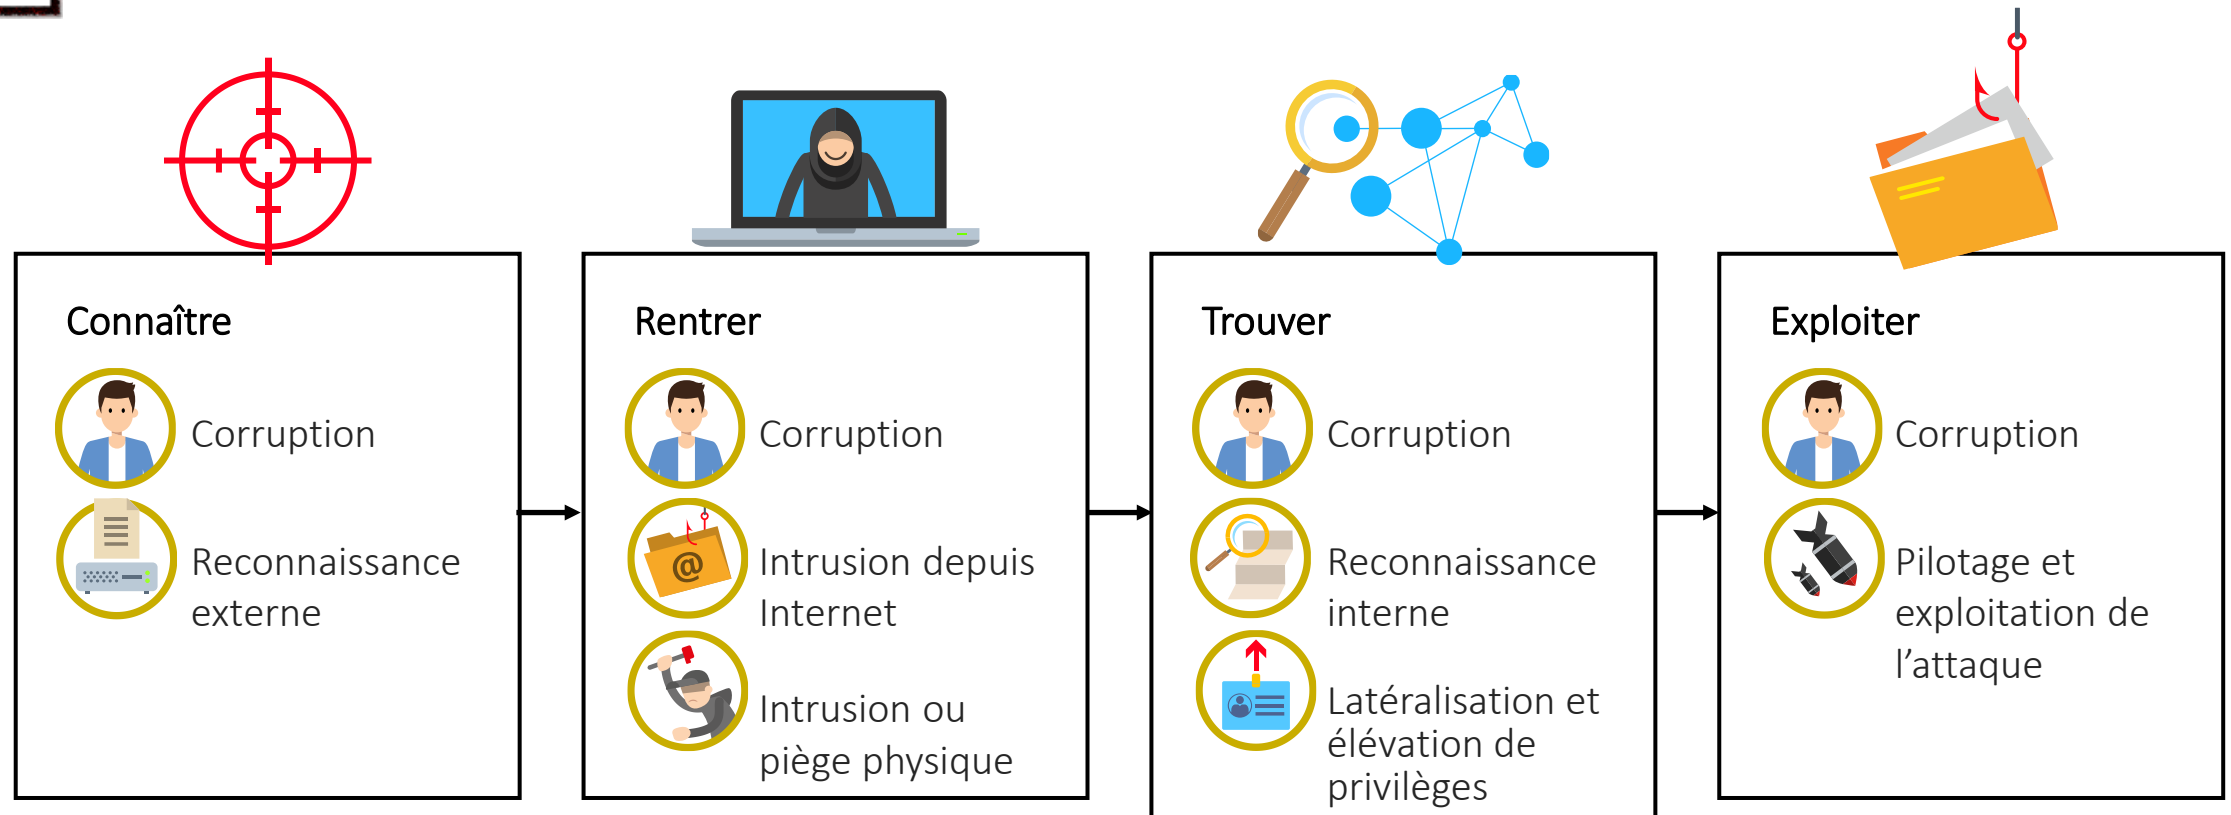 Connaître
Corruption
Reconnaissance
externe
Rentrer
Corruption
@
Intrusion depuis
Internet
Intrusion ou
piège physique
Trouver
Corruption
Reconnaissance
interne
Latéralisation et
élévation de
privilèges
Exploiter
Corruption
Pilotage et
exploitation de
l’attaque